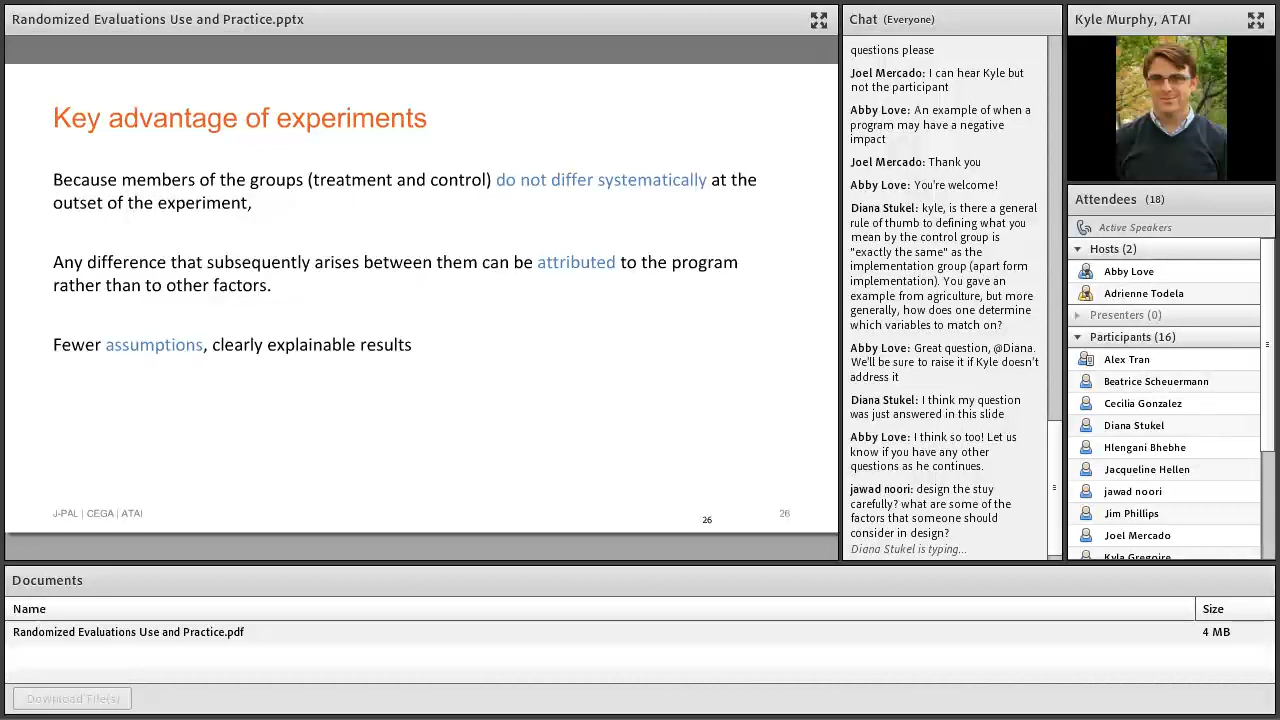 Randomized Evaluations Use and Practice.pptx
Key advantage of experiments
Because members of the groups (treatment and control) do not differ systematically at the
outset of the experiment,
Any difference that subsequently arises between them can be attributed to the program
rather than to other factors.
Fewer assumptions, clearly explainable results
J-PAL | CEGA | ATAI
26
26
Chat (Everyone)
questions please
Joel Mercado: I can hear Kyle but
not the participant
Abby Love: An example of when a
program may have a negative
impact
Joel Mercado: Thank you
Abby Love: You're welcome!
Diana Stukel: kyle, is there a general
rule of thumb to defining what you
mean by the control group is
"exactly the same" as the
implementation group (apart form
implementation). You gave an
example from agriculture, but more
generally, how does one determine
which variables to match on?
Abby Love: Great question, @Diana.
We'll be sure to raise it if Kyle doesn't
address it
Diana Stukel: I think my question
was just answered in this slide
Abby Love: I think so too! Let us
know if you have any other
questions as he continues.
jawad noori: design the stuy
carefully? what are some of the
factors that someone should
consider in design?
Diana Stukel is typing...
Kyle Murphy, ATAI
Attendees (18)
Active Speakers
Hosts (2)
Abby Love
Adrienne Todela
Presenters (0)
Participants (16)
Alex Tran
Beatrice Scheuermann
Cecilia Gonzalez
Diana Stukel
Hlengani Bhebhe
Jacqueline Hellen
jawad noori
Jim Phillips
Joel Mercado
Kyla Gregoire
Documents
Name
Size
Randomized Evaluations Use and Practice.pdf
4 MB
Download File(s)